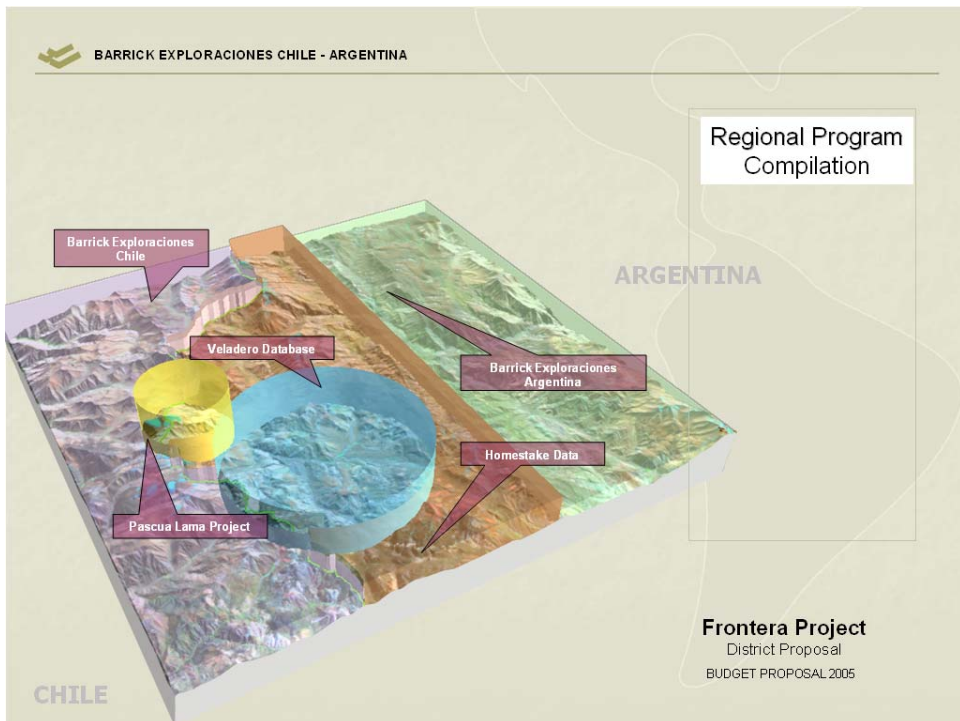 BARRICK EXPLORACIONES CHILE - ARGENTINA
Regional Program
Compilation
Barrick Exploraciones
Chile
ARGENTINA
Veladero Database
Barrick Exploraciones
Argentina
Homestake Data
Pascua Lama Project
Frontera Project
District Proposal
BUDGET PROPOSAL 2005
CHILE